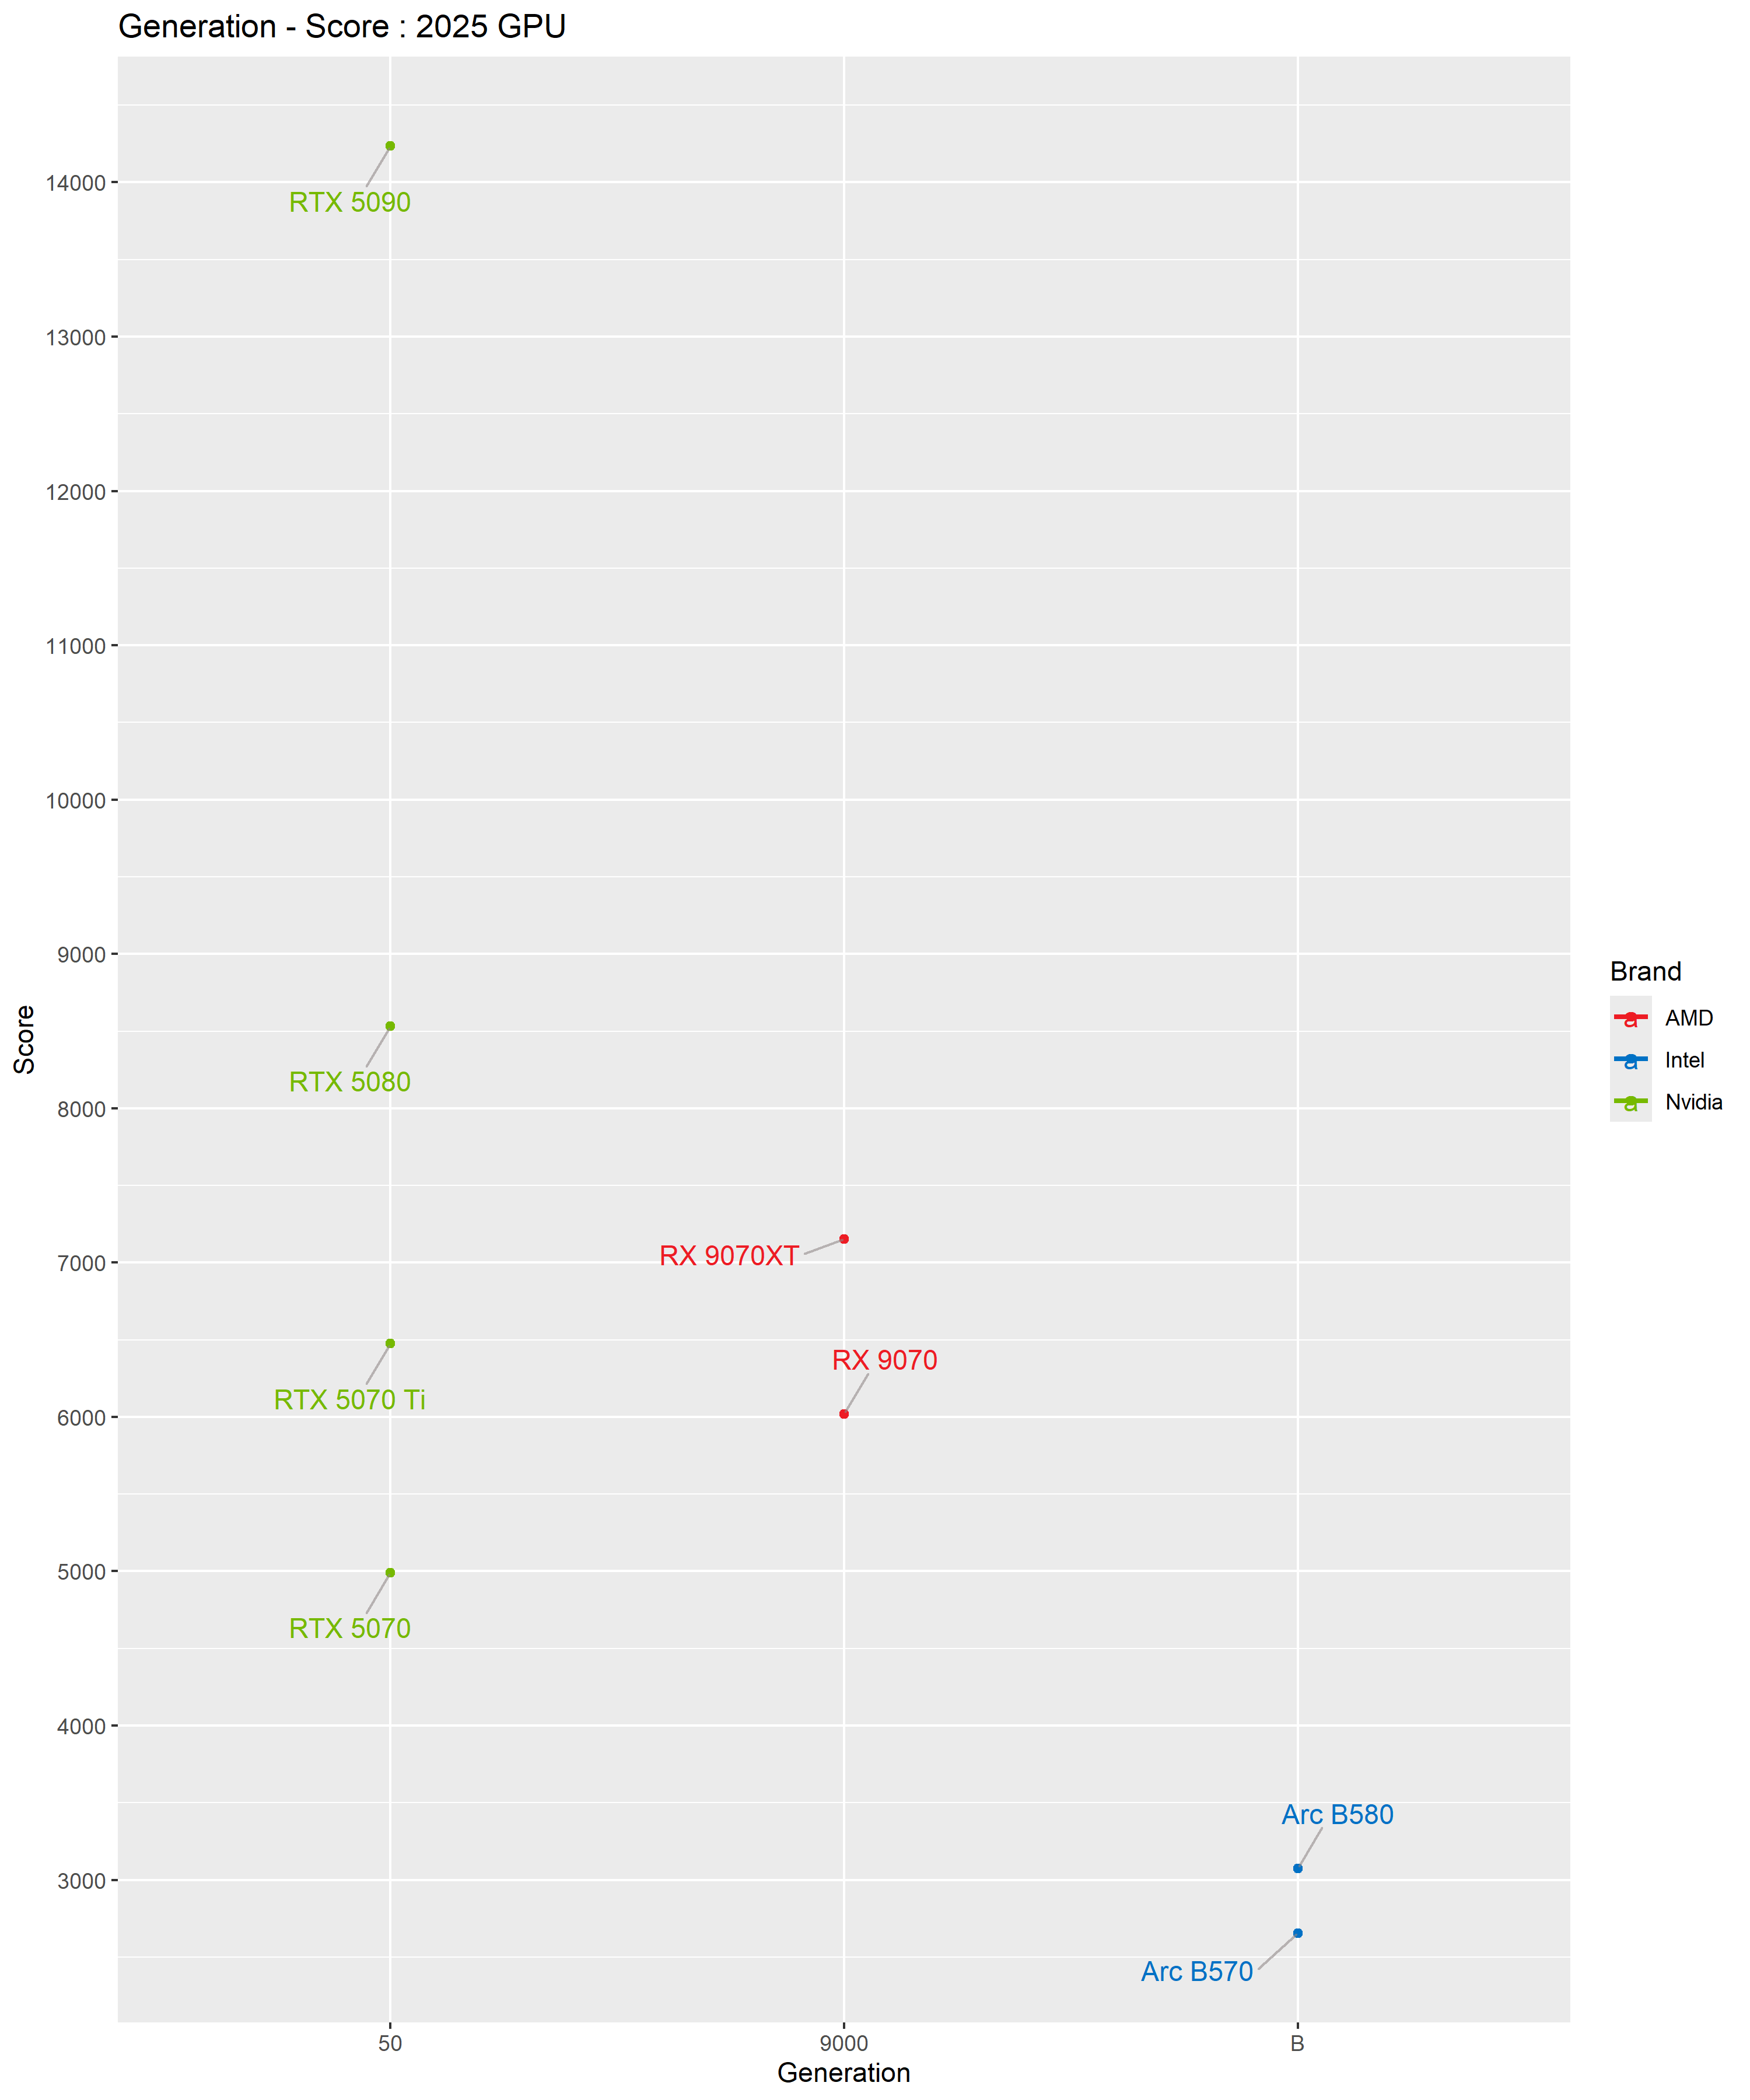 Generation - Score : 2025 GPU
14000
13000
12000
11000
10000
9000
8000
7000
6000
5000
4000
3000
Score
RTX 5090
RTX 5080
RX 9070XT
RX 9070
RTX 5070 Ti
RTX 5070
Arc B580
Arc B570
50
9000
B
Generation
Brand
a AMD
a Intel
a Nvidia